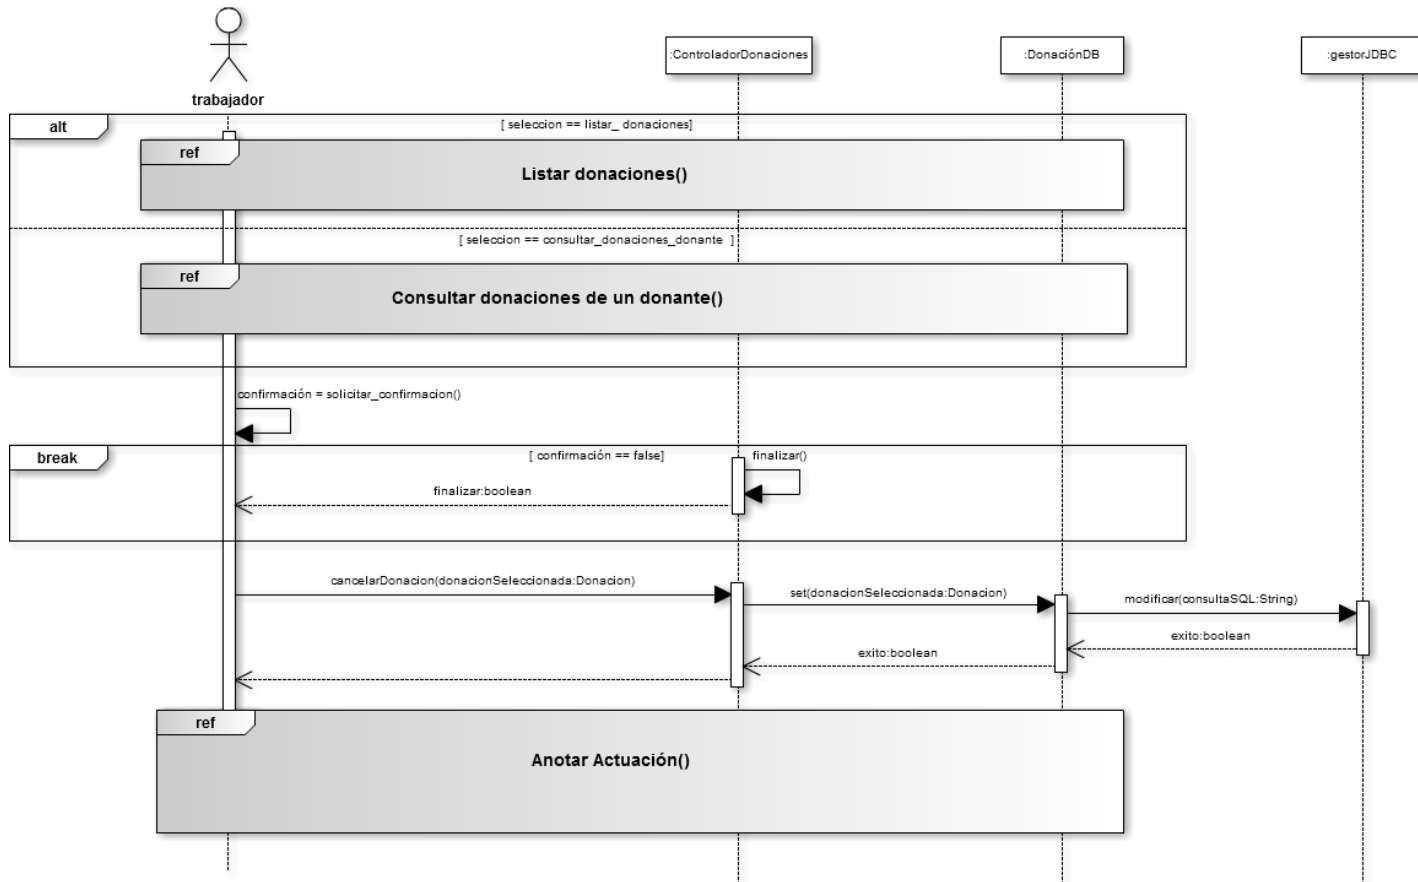 :ControladorDonaciones
:DonaciónDB
:gestorJDBC
trabajador
alt
[ seleccion == listar_ donaciones]
ref
Listar donaciones()
[ seleccion == consultar_donaciones_donante ]
ref
Consultar donaciones de un donante()
confirmación = solicitar_confirmacion()
break
[ confirmación == false]
finalizar()
finalizar:boolean
cancelarDonacion(donacionSeleccionada:Donacion)
set(donacionSeleccionada:Donacion)
modificar(consultaSQL:String)
exito:boolean
exito:boolean
ref
Anotar Actuación()